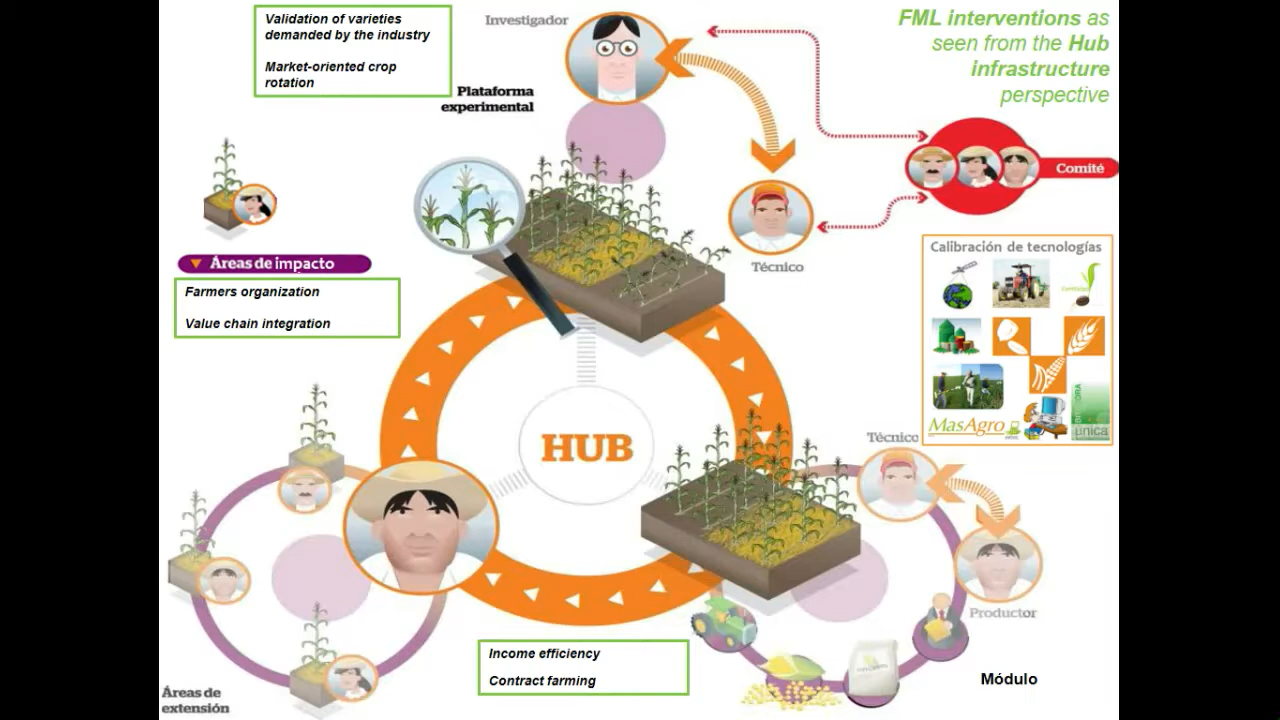 Validation of varieties
demanded by the industry
Market-oriented crop
rotation
Investigador
FML interventions as
seen from the Hub
infrastructure
perspective
Plataforma
experimental
Comité
Técnico
Calibración de tecnologías
Áreas de impacto
Farmers organization
Value chain integration
MasAgro
única
HUB
Técnico
Productor
Income efficiency
Contract farming
Módulo
Áreas de
extensión